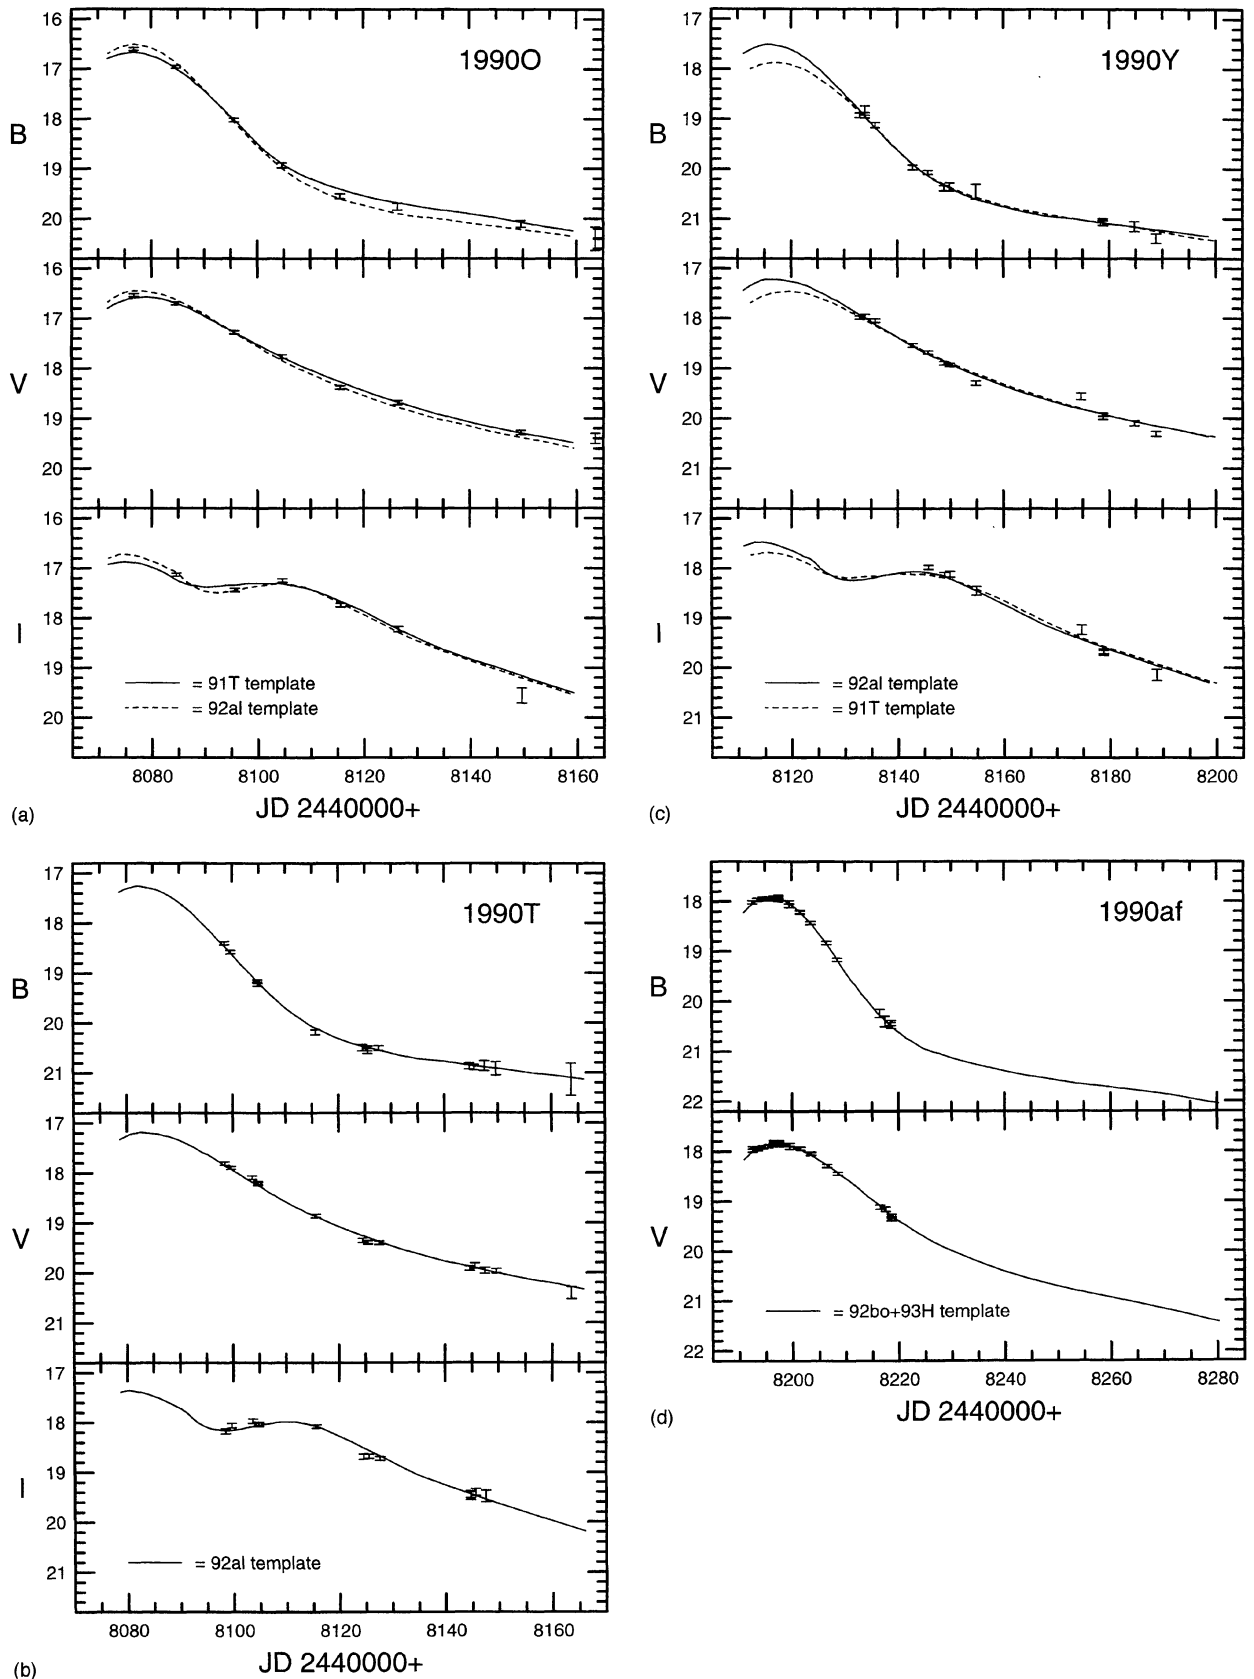 1990O
16
17
B
18
19
20
16
17
V
18
19
20
16
17
I
18
19
20
= 91T template
= 92al template
8080 8100 8120 8140 8160
(a) JD 2440000+
1990Y
17
18
B
19
20
21
17
18
V
19
20
21
17
18
I
19
20
21
= 92al template
= 91T template
8120 8140 8160 8180 8200
(c) JD 2440000+
1990T
17
18
B
19
20
21
17
18
V
19
20
21
17
18
I
19
20
21
= 92al template
8080 8100 8120 8140 8160
(b) JD 2440000+
1990af
18
19
B
20
21
22
18
19
V
20
21
22
= 92bo+93H template
8200 8220 8240 8260 8280
(d) JD 2440000+